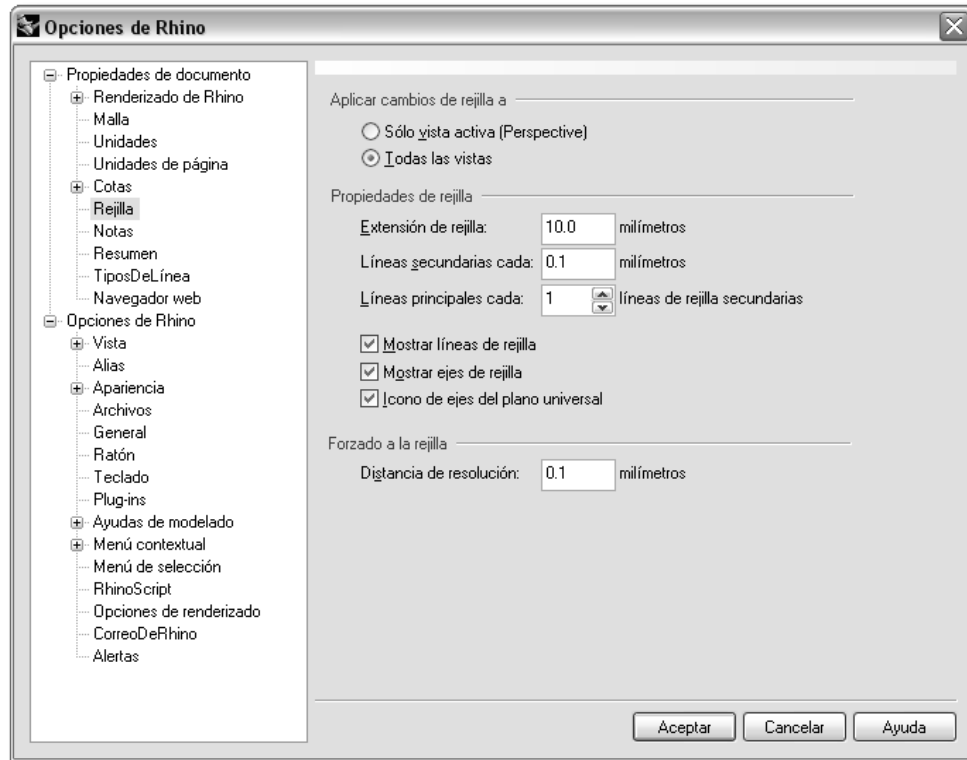 Opciones de Rhino
Propiedades de documento
Renderizado de Rhino
Malla
Unidades
Unidades de página
Cotas
Rejilla
Notas
Resumen
TiposDeLínea
Navegador web
Opciones de Rhino
Vista
Alias
Apariencia
Archivos
General
Ratón
Teclado
Plug-ins
Ayudas de modelado
Menú contextual
Menú de selección
RhinoScript
Opciones de renderizado
CorreoDeRhino
Alertas
Aplicar cambios de rejilla a
Sólo vista activa (Perspective)
Todas las vistas
Propiedades de rejilla
Extensión de rejilla: 10.0 milímetros
Líneas secundarias cada: 0.1 milímetros
Líneas principales cada: 1 líneas de rejilla secundarias
Mostrar líneas de rejilla
Mostrar ejes de rejilla
Icono de ejes del plano universal
Forzado a la rejilla
Distancia de resolución: 0.1 milímetros
Aceptar Cancelar Ayuda